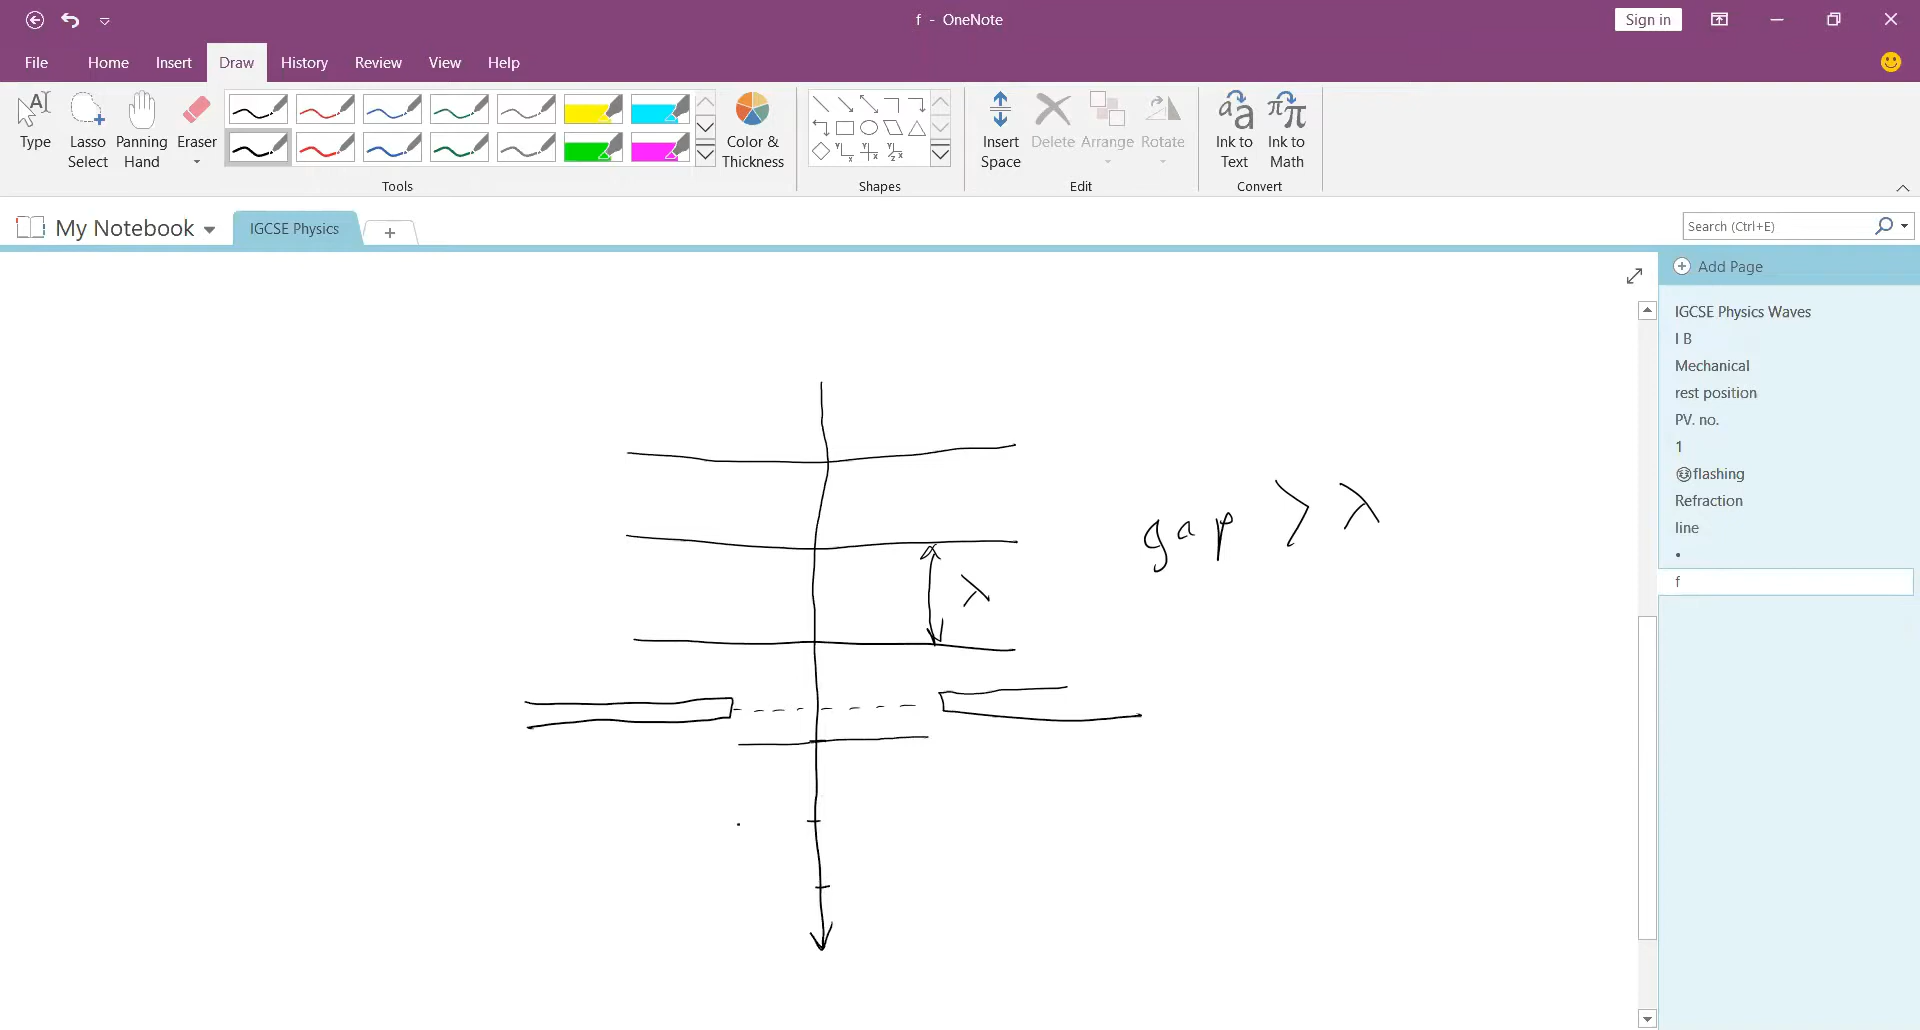 f - OneNote
Sign in
File Home Insert Draw History Review View Help
Type
Lasso Select
Panning Hand
Eraser
Color & Thickness
Insert Space
Delete
Arrange
Rotate
Ink to Text
Ink to Math
Tools
Shapes
Edit
Convert
My Notebook
IGCSE Physics
Search (Ctrl+E)
Add Page
IGCSE Physics Waves
I B
Mechanical
rest position
PV. no.
1
flashing
Refraction
line
•
f
gap > λ
λ